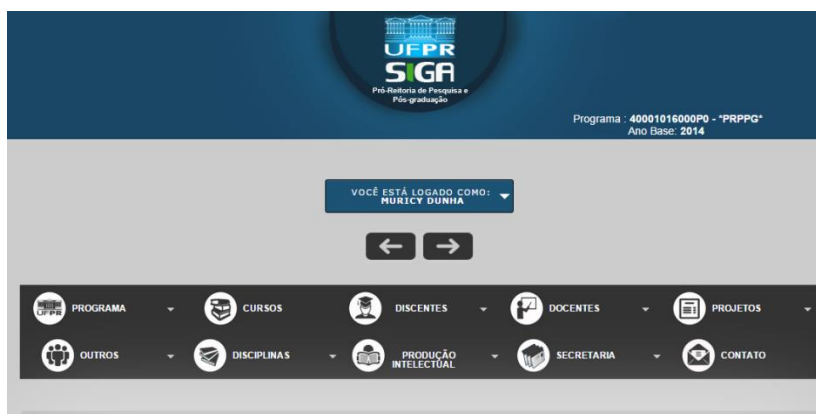 UFPR
SIGA
Pró-Reitoria de Pesquisa e
Pós-graduação
Programa : 40001016000P0 - *PRPPG*
Ano Base: 2014
VOCÊ ESTÁ LOGADO COMO:
MURICY DUNHA
UFPR
PROGRAMA
CURSOS
DISCENTES
DOCENTES
PROJETOS
OUTROS
DISCIPLINAS
PRODUÇÃO
INTELECTUAL
SECRETARIA
CONTATO